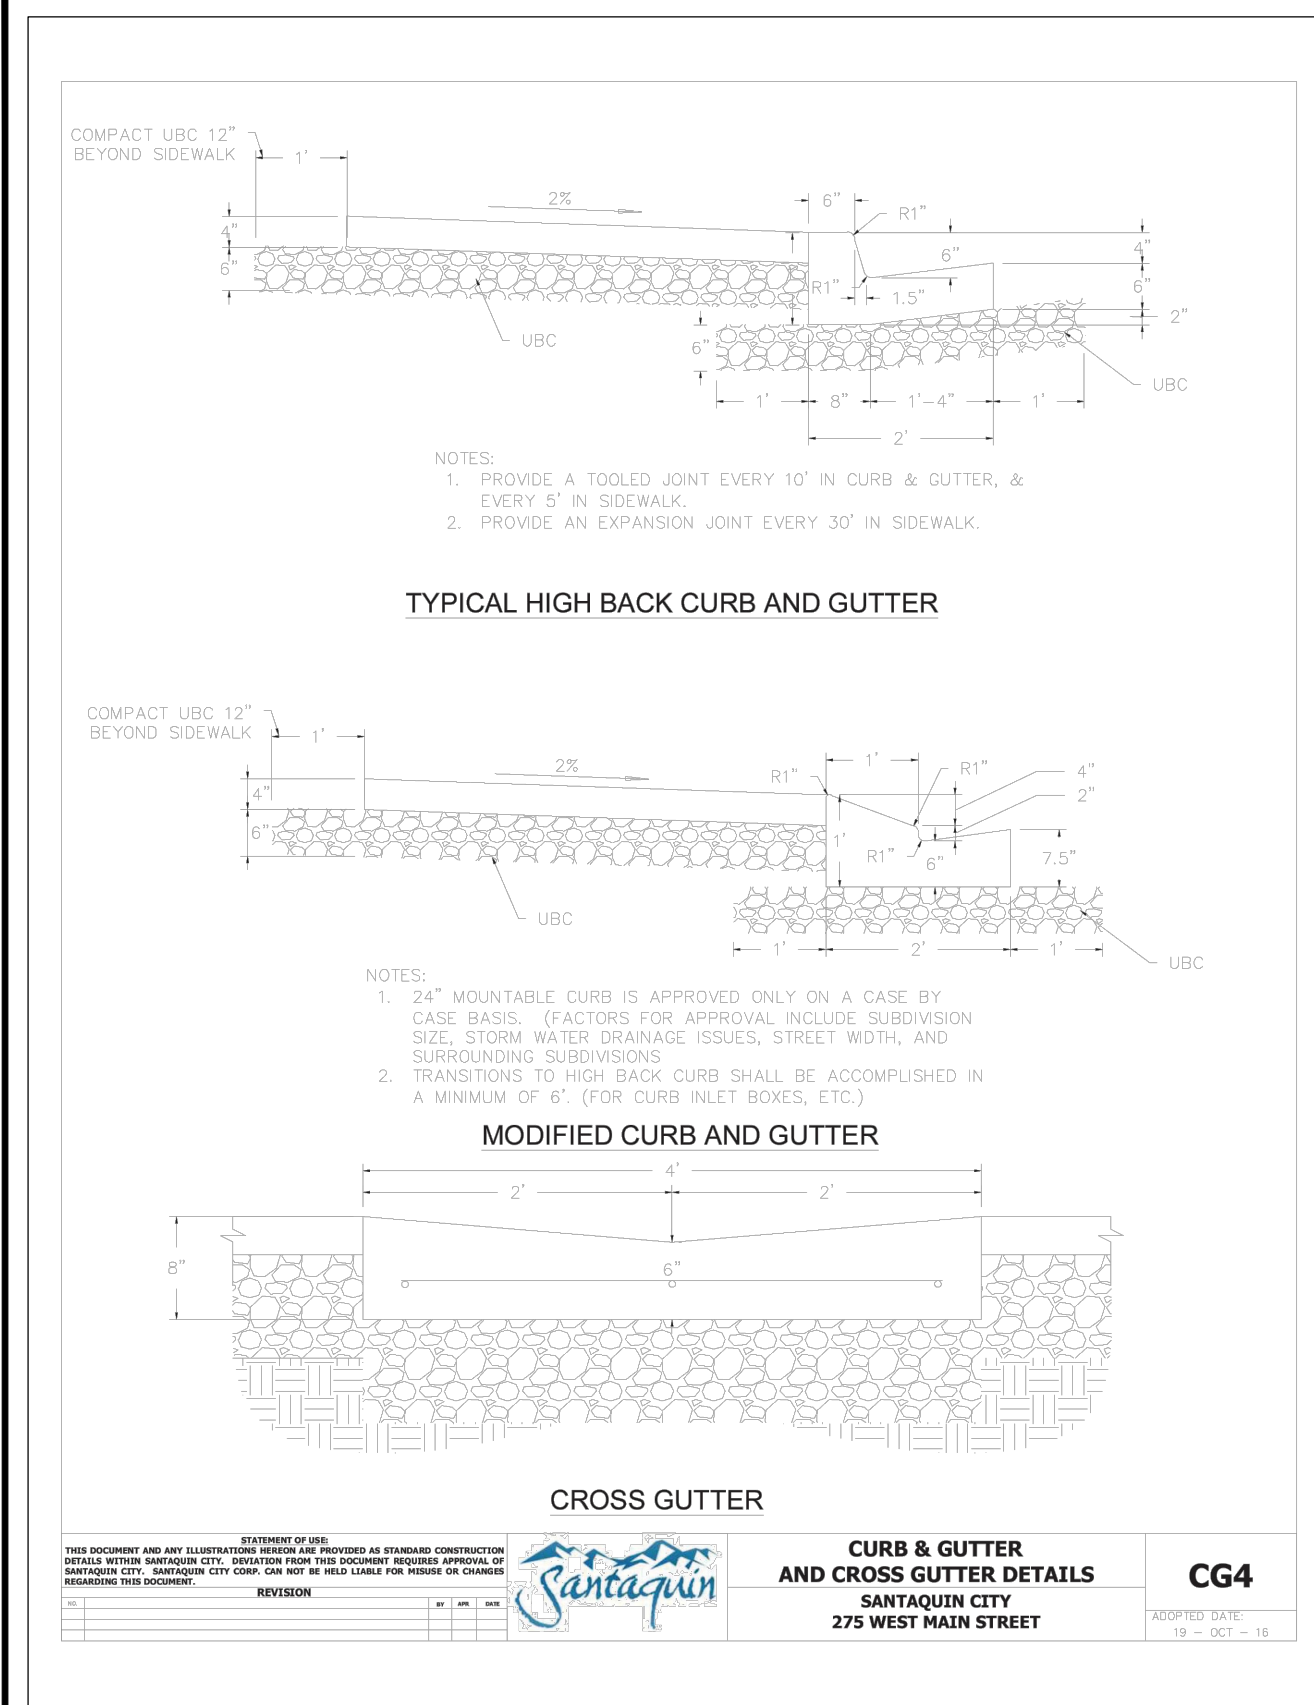 COMPACT UBC 12"
BEYOND SIDEWALK
1'
2%
6"
R1"
4"
6"
6"
4"
6"
R1"
1.5"
2"
UBC
6"
UBC
1'
8"
1'-4"
1'
2'
NOTES:
1. PROVIDE A TOOLED JOINT EVERY 10' IN CURB & GUTTER, &
EVERY 5' IN SIDEWALK.
2. PROVIDE AN EXPANSION JOINT EVERY 30' IN SIDEWALK.
TYPICAL HIGH BACK CURB AND GUTTER
COMPACT UBC 12"
BEYOND SIDEWALK
1'
2%
1'
R1"
R1"
4"
2"
4"
6"
1'
R1"
6"
7.5"
UBC
1'
2'
1'
UBC
NOTES:
1. 24" MOUNTABLE CURB IS APPROVED ONLY ON A CASE BY
CASE BASIS. (FACTORS FOR APPROVAL INCLUDE SUBDIVISION
SIZE, STORM WATER DRAINAGE ISSUES, STREET WIDTH, AND
SURROUNDING SUBDIVISIONS
2. TRANSITIONS TO HIGH BACK CURB SHALL BE ACCOMPLISHED IN
A MINIMUM OF 6'. (FOR CURB INLET BOXES, ETC.)
MODIFIED CURB AND GUTTER
4'
2'
2'
8"
6"
CROSS GUTTER
STATEMENT OF USE:
THIS DOCUMENT AND ANY ILLUSTRATIONS HEREON ARE PROVIDED AS STANDARD CONSTRUCTION
DETAILS WITHIN SANTAQUIN CITY. DEVIATION FROM THIS DOCUMENT REQUIRES APPROVAL OF
SANTAQUIN CITY. SANTAQUIN CITY CORP. CAN NOT BE HELD LIABLE FOR MISUSE OR CHANGES
REGARDING THIS DOCUMENT.
REVISION
NO. BY APR. DATE
Santaquin
CURB & GUTTER
AND CROSS GUTTER DETAILS
SANTAQUIN CITY
275 WEST MAIN STREET
CG4
ADOPTED DATE:
19 - OCT - 16